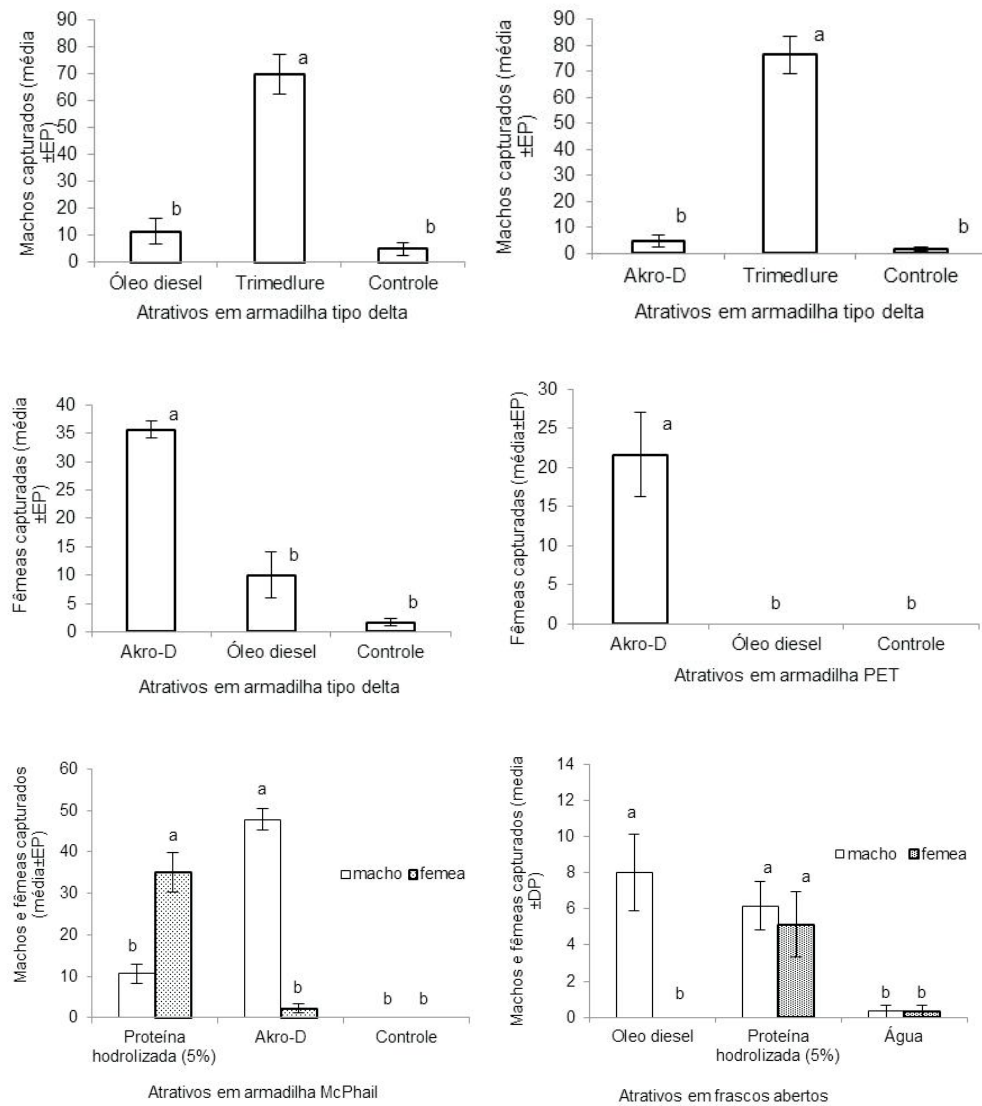 Machos capturados (média
±EP)
90
80
70
60
50
40
30
20
10
0
a
b
b
Óleo diesel Trimedlure Controle
Atrativos em armadilha tipo delta
Machos capturados (média
±EP)
90
80
70
60
50
40
30
20
10
0
a
b
b
Akro-D Trimedlure Controle
Atrativos em armadilha tipo delta
Fêmeas capturadas (média
±EP)
40
35
30
25
20
15
10
5
0
a
b
b
Akro-D Óleo diesel Controle
Atrativos em armadilha tipo delta
Fêmeas capturadas (média±EP)
30
25
20
15
10
5
0
a
b
b
Akro-D Óleo diesel Controle
Atrativos em armadilha PET
Machos e fêmeas capturados
(média±EP)
60
50
40
30
20
10
0
a
a
macho femea
b
b
b b
Proteína
hodrolizada (5%)
Akro-D Controle
Atrativos em armadilha McPhail
Machos e fêmeas capturados (media
±DP)
14
12
10
8
6
4
2
0
a
macho femea
a a
b
b b
Oleo diesel Proteína
hodrolizada (5%)
Água
Atrativos em frascos abertos